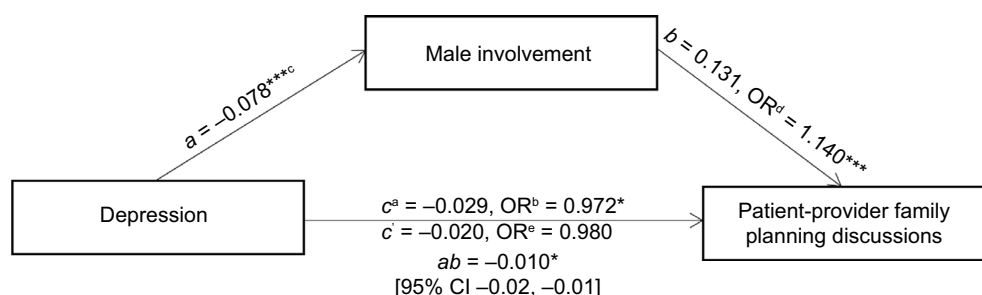 Male involvement
a = –0.078***ᶜ
b = 0.131, ORᵈ = 1.140***
Depression
cᵃ = –0.029, ORᵇ = 0.972*
c' = –0.020, ORᵉ = 0.980
ab = –0.010*
[95% CI –0.02, –0.01]
Patient-provider family
planning discussions